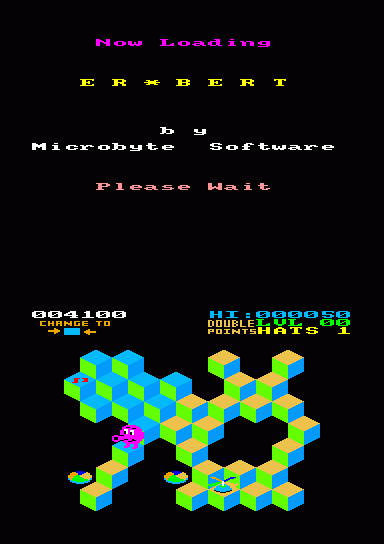 Now Loading
E R * B E R T
b y
Microbyte Software
Please Wait
004100 HI:000050
CHANGE TO DOUBLE LVL 00
POINTS HATS 1